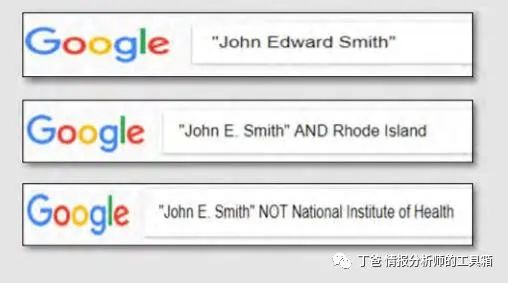 Google "John Edward Smith"
Google "John E. Smith" AND Rhode Island
Google "John E. Smith" NOT National Institute of Health
丁爸 情报分析师的工具箱